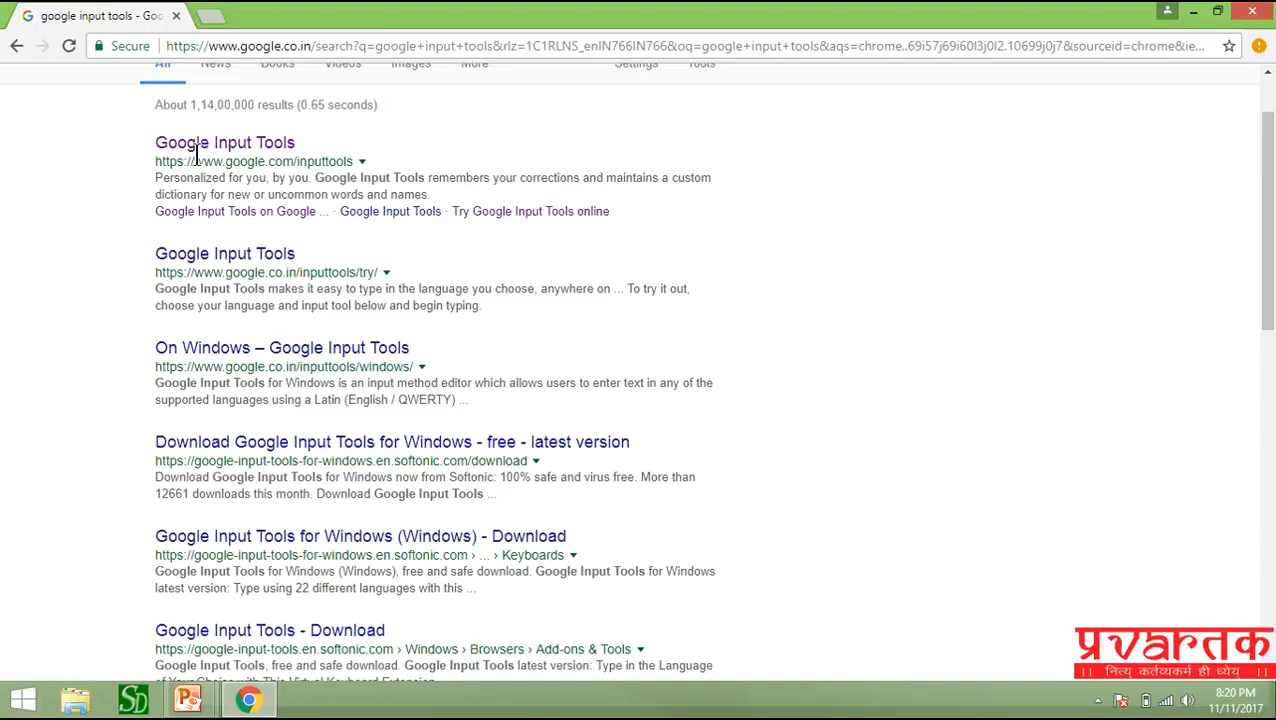 google input tools - Goo
Secure
https://www.google.co.in/search?q=google+input+tools&rlz=1C1RLNS_enIN766IN766&oq=google+input+tools&aqs=chrome..69i57j69i60l3j0l2.10699j0j7&sourceid=chrome&ie...
All News Books Videos Images More Settings Tools
About 1,14,00,000 results (0.65 seconds)
Google Input Tools
https://www.google.com/inputtools
Personalized for you, by you. Google Input Tools remembers your corrections and maintains a custom
dictionary for new or uncommon words and names.
Google Input Tools on Google ... · Google Input Tools · Try Google Input Tools online
Google Input Tools
https://www.google.co.in/inputtools/try/
Google Input Tools makes it easy to type in the language you choose, anywhere on ... To try it out,
choose your language and input tool below and begin typing.
On Windows – Google Input Tools
https://www.google.co.in/inputtools/windows/
Google Input Tools for Windows is an input method editor which allows users to enter text in any of the
supported languages using a Latin (English / QWERTY) ...
Download Google Input Tools for Windows - free - latest version
https://google-input-tools-for-windows.en.softonic.com/download
Download Google Input Tools for Windows now from Softonic: 100% safe and virus free. More than
12661 downloads this month. Download Google Input Tools ...
Google Input Tools for Windows (Windows) - Download
https://google-input-tools-for-windows.en.softonic.com › ... › Keyboards
Google Input Tools for Windows (Windows), free and safe download. Google Input Tools for Windows
latest version: Type using 22 different languages with this ...
Google Input Tools - Download
https://google-input-tools.en.softonic.com › Windows › Browsers › Add-ons & Tools
Google Input Tools, free and safe download. Google Input Tools latest version: Type in the Language
of Your Choice with This Virtual Keyboard Extension
प्रvartक
।। नित्य् कर्तव्यकर्म ही ध्येय् ।।
8:20 PM
11/11/2017